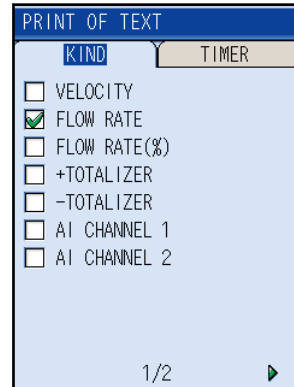 PRINT OF TEXT
KIND TIMER
VELOCITY
FLOW RATE
FLOW RATE(%)
+TOTALIZER
-TOTALIZER
AI CHANNEL 1
AI CHANNEL 2
1/2